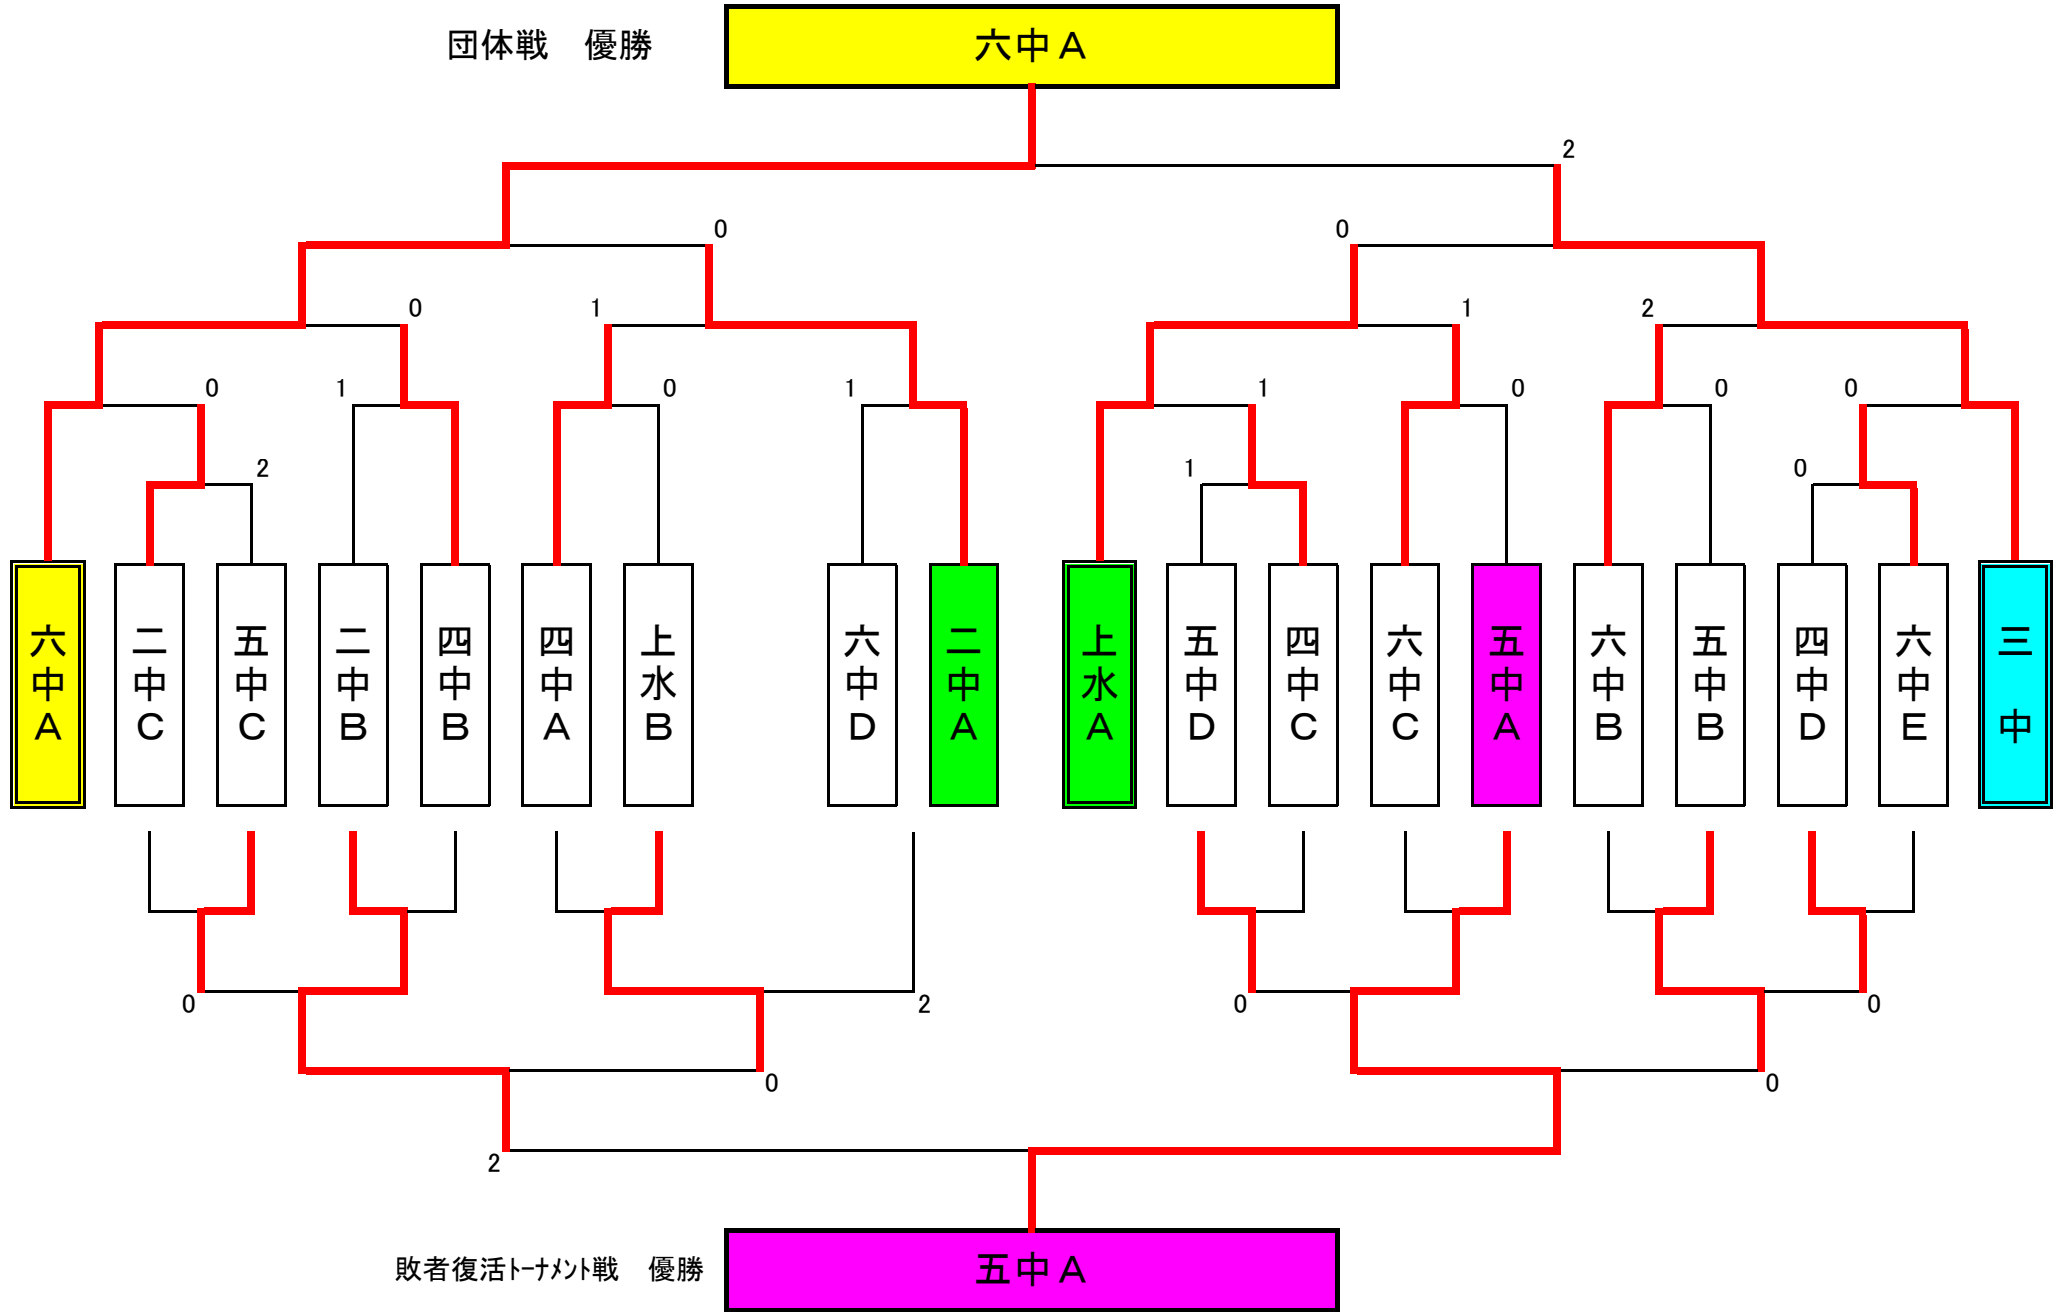 団体戦　優勝
六中Ａ
2
0 0
0 1 1 2
0 1 0 1 1 0 0 0
2 1 0
六中A
二中C
五中C
二中B
四中B
四中A
上水B
六中D
二中A
上水A
五中D
四中C
六中C
五中A
六中B
五中B
四中D
六中E
三中
0 2 0 0
0 0
2
敗者復活ﾄｰﾅﾒﾝﾄ戦　優勝
五中Ａ